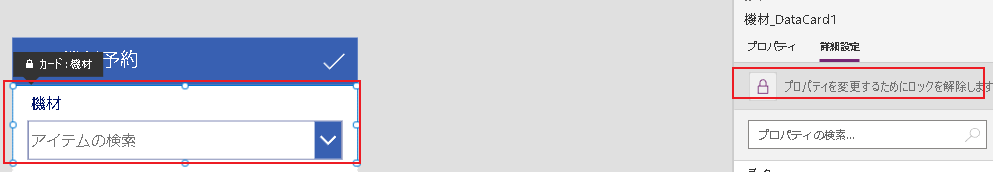 予約
カード : 機材
機材
アイテムの検索
機材_DataCard1
プロパティ
詳細設定
プロパティを変更するためにロックを解除します
プロパティの検索...